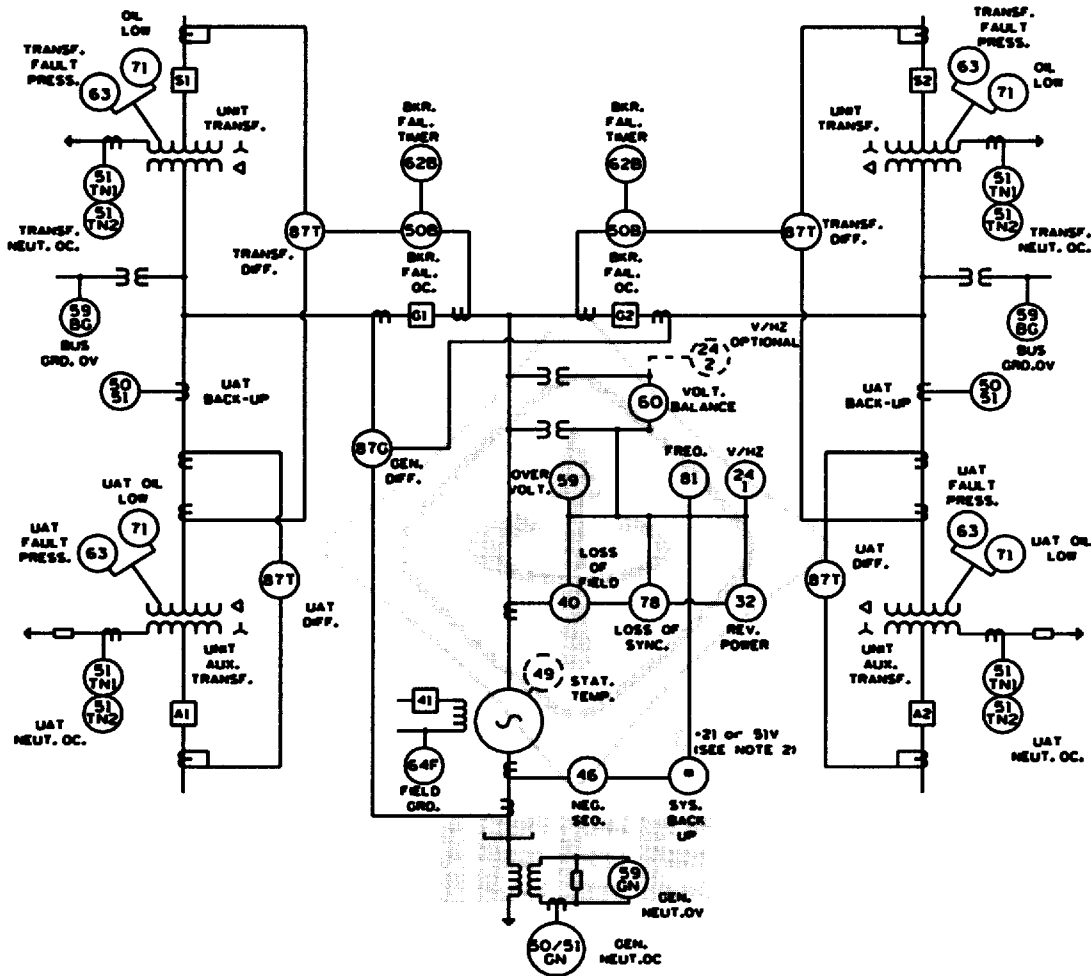 OIL
LOW
TRANSF.
FAULT
PRESS.
71
63
S1
UNIT
TRANSF.
51
TN1
51
TN2
TRANSF.
NEUT. OC.
BKR.
FAIL.
TIMER
62B
87T
TRANSF.
DIFF.
50B
BKR.
FAIL.
OC.
BKR.
FAIL.
TIMER
62B
50B
BKR.
FAIL.
OC.
87T
TRANSF.
DIFF.
TRANSF.
FAULT
PRESS.
63
OIL
LOW
71
S2
UNIT
TRANSF.
51
TN1
51
TN2
TRANSF.
NEUT. OC.
59
BG
BUS
GRD.OV
G1
G2
V/HZ
OPTIONAL
24
2
59
BG
BUS
GRD.OV
50
51
UAT
BACK-UP
60
VOLT.
BALANCE
UAT
BACK-UP
50
51
87G
GEN.
DIFF.
OVER
VOLT.
59
FREQ.
81
V/HZ
24
1
UAT OIL
LOW
71
UAT
FAULT
PRESS.
63
87T
UAT
DIFF.
LOSS
OF
FIELD
40
78
LOSS OF
SYNC.
32
REV.
POWER
UAT
FAULT
PRESS.
63
UAT OIL
LOW
71
UAT
DIFF.
87T
UNIT
AUX.
TRANSF.
51
TN1
51
TN2
UAT
NEUT. OC.
A1
49
STAT.
TEMP.
41
64F
FIELD
GRD.
UNIT
AUX.
TRANSF.
51
TN1
51
TN2
UAT
NEUT. OC.
A2
*21 or 51V
(SEE NOTE 2)
46
NEG.
SEQ.
*
SYS.
BACK
UP
59
GN
GEN.
NEUT.OV
50/51
GN
GEN.
NEUT.OC